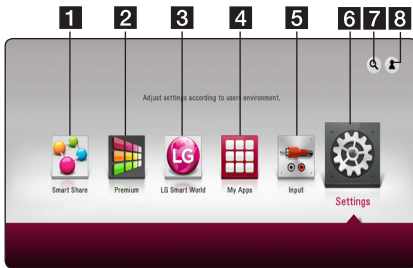 1 2 3 4 5 6 7 8
Adjust settings according to users environment.
LG
Smart Share Premium LG Smart World My Apps Input Settings